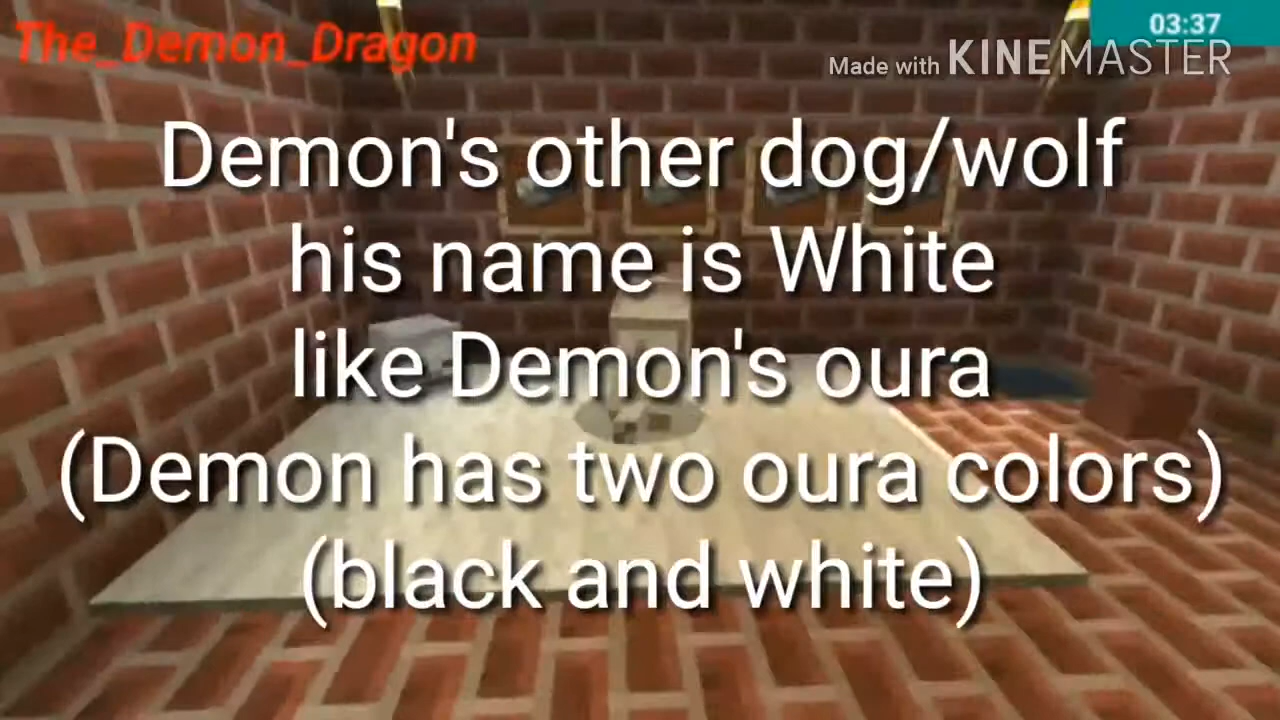 The_Demon_Dragon
03:37
Made with KINEMASTER
Demon's other dog/wolf
his name is White
like Demon's oura
(Demon has two oura colors)
(black and white)